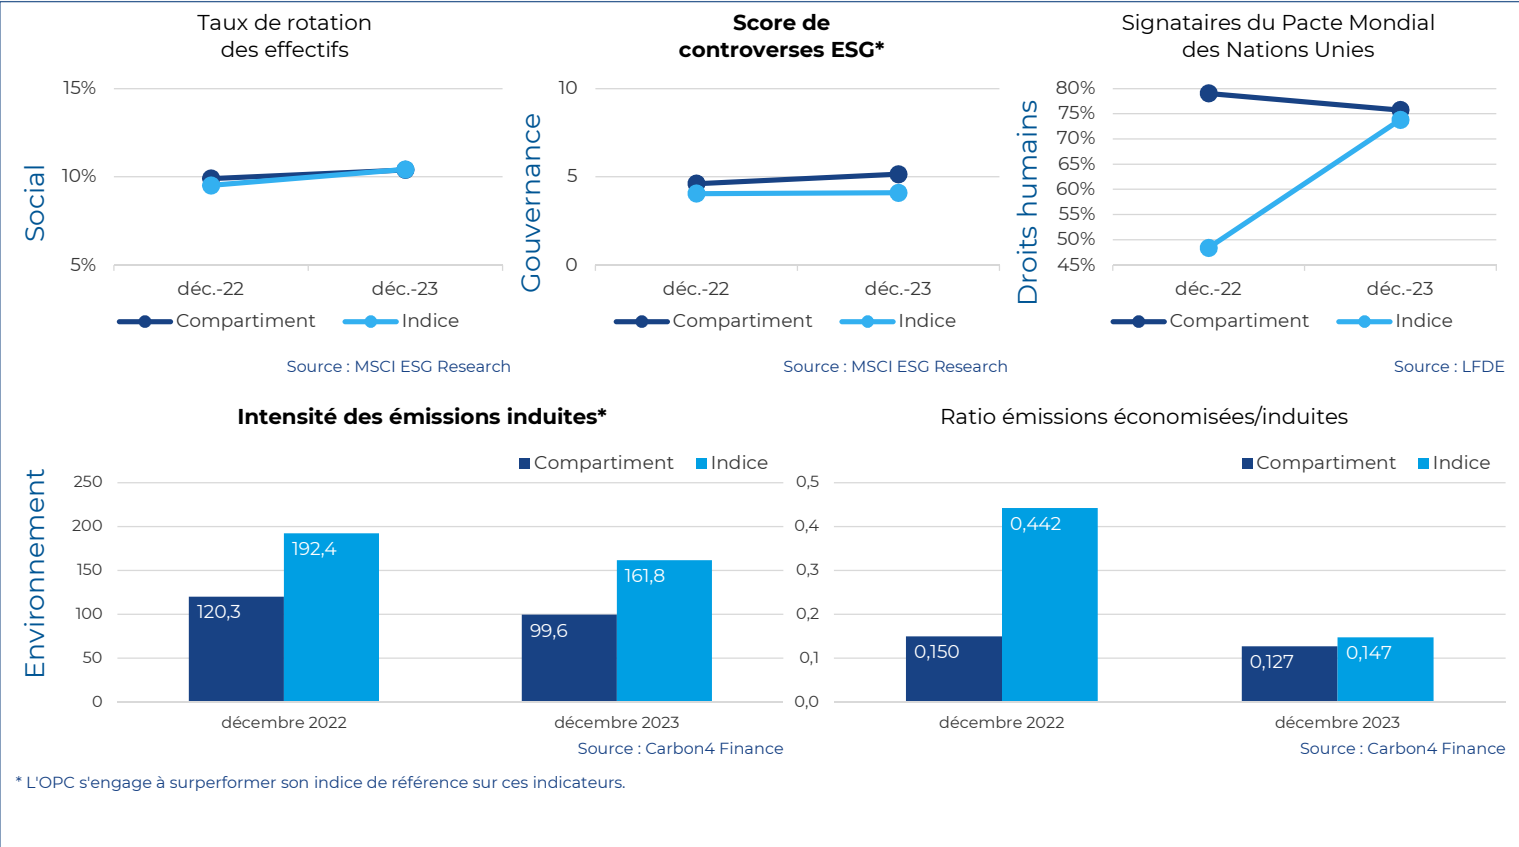 Taux de rotation
des effectifs
Social
15%
10%
5%
déc.-22
déc.-23
Compartiment
Indice
Source : MSCI ESG Research
Score de
controverses ESG*
Gouvernance
10
5
0
déc.-22
déc.-23
Compartiment
Indice
Source : MSCI ESG Research
Signataires du Pacte Mondial
des Nations Unies
Droits humains
80%
75%
70%
65%
60%
55%
50%
45%
déc.-22
déc.-23
Compartiment
Indice
Source : LFDE
Environnement
Intensité des émissions induites*
Compartiment
Indice
250
200
150
100
50
0
120,3
192,4
99,6
161,8
décembre 2022
décembre 2023
Source : Carbon4 Finance
Ratio émissions économisées/induites
Compartiment
Indice
0,5
0,4
0,3
0,2
0,1
0,0
0,150
0,442
0,127
0,147
décembre 2022
décembre 2023
Source : Carbon4 Finance
* L'OPC s'engage à surperformer son indice de référence sur ces indicateurs.